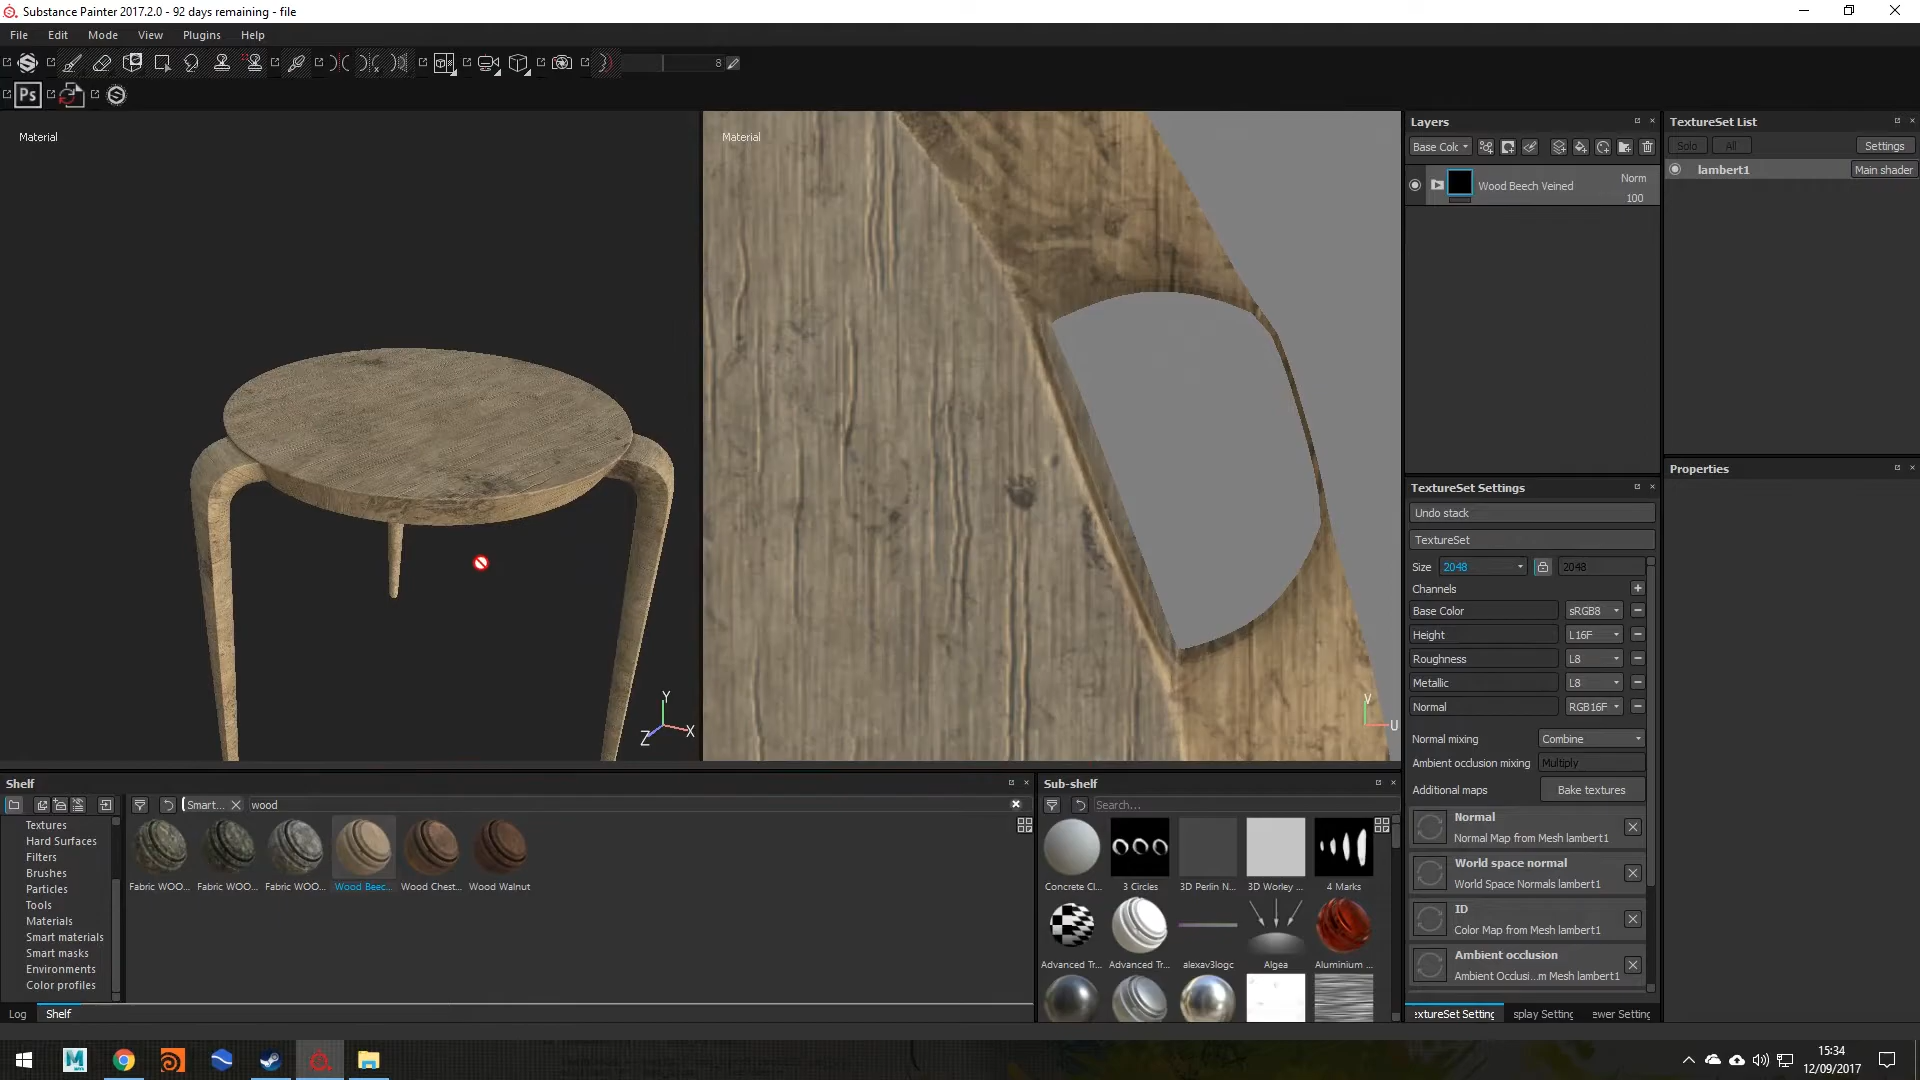 Substance Painter 2017.2.0 - 92 days remaining - file
File Edit Mode View Plugins Help
8
Ps
Material
Material
Y
X
Z
V
U
Layers
Base Colc
Wood Beech Veined
Norm
100
TextureSet List
Solo All Settings
lambert1 Main shader
Properties
TextureSet Settings
Undo stack
TextureSet
Size 2048 2048
Channels
Base Color sRGB8
Height L16F
Roughness L8
Metallic L8
Normal RGB16F
Normal mixing Combine
Ambient occlusion mixing Multiply
Additional maps Bake textures
Normal
Normal Map from Mesh lambert1
World space normal
World Space Normals lambert1
ID
Color Map from Mesh lambert1
Ambient occlusion
Ambient Occlusi...m Mesh lambert1
extureSet Setting splay Setting ewer Setting
Shelf
Smart... wood
Textures
Hard Surfaces
Filters
Brushes
Particles
Tools
Materials
Smart materials
Smart masks
Environments
Color profiles
Fabric WOO... Fabric WOO... Fabric WOO... Wood Beec... Wood Chest... Wood Walnut
Log Shelf
Sub-shelf
Search...
Concrete Cl... 3 Circles 3D Perlin N... 3D Worley ... 4 Marks
Advanced Tr... Advanced Tr... alexav3logc Algea Aluminium ...
15:34
12/09/2017